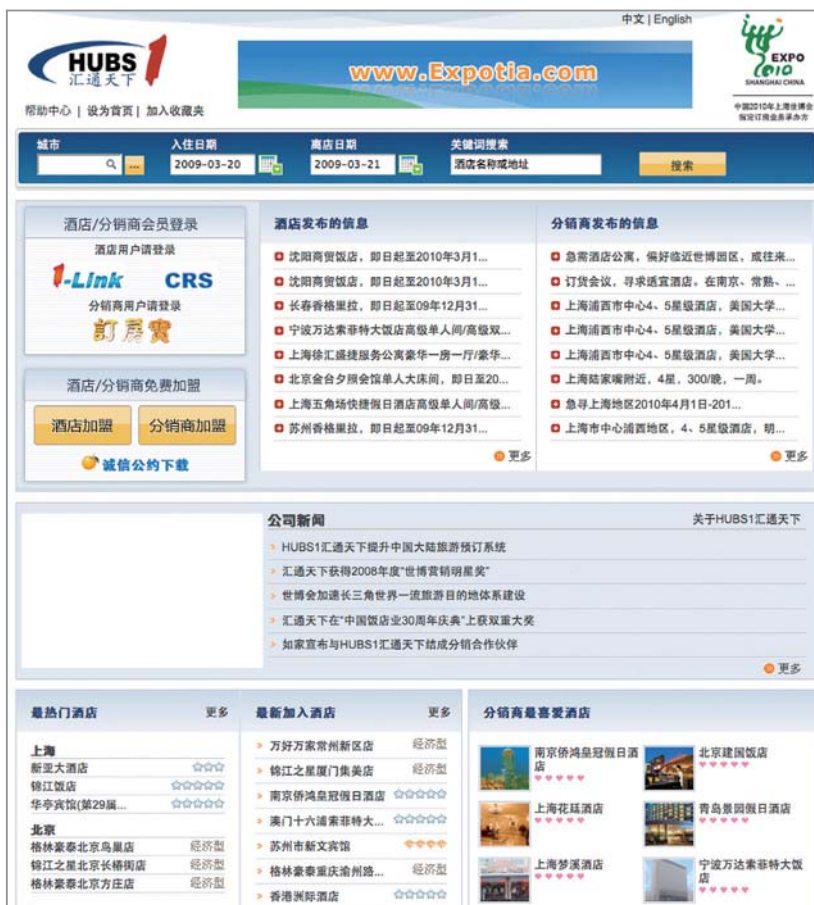 中文 | English
HUBS 1
汇通天下
www.Expotia.com
EXPO
2010
SHANGHAI CHINA
中国2010年上海世博会
指定订房业务承办方
帮助中心 | 设为首页 | 加入收藏夹
城市 入住日期 离店日期 关键词搜索
2009-03-20 2009-03-21 酒店名称或地址 搜索
酒店/分销商会员登录
酒店用户请登录
1-Link CRS
分销商用户请登录
訂房寶
酒店/分销商免费加盟
酒店加盟 分销商加盟
诚信公约下载
酒店发布的信息
沈阳商贸饭店，即日起至2010年3月1...
沈阳商贸饭店，即日起至2010年3月1...
长春香格里拉，即日起至09年12月31...
宁波万达索菲特大饭店高级单人间/高级双...
上海徐汇盛捷服务公寓豪华一房一厅/豪华...
北京金台夕照会馆单人大床间，即日至20...
上海五角场快捷假日酒店高级单人间/高级...
苏州香格里拉，即日起至09年12月31...
更多
分销商发布的信息
急需酒店公寓，偏好临近世博园区，或往来...
订货会议，寻求适宜酒店。在南京、常熟、...
上海浦西市中心4、5星级酒店，美国大学...
上海浦西市中心4、5星级酒店，美国大学...
上海浦西市中心4、5星级酒店，美国大学...
上海陆家嘴附近，4星，300/晚，一周。
急寻上海地区2010年4月1日-201...
上海市中心浦西地区，4、5星级酒店，明...
更多
公司新闻 关于HUBS1汇通天下
HUBS1汇通天下提升中国大陆旅游预订系统
汇通天下获得2008年度“世博营销明星奖”
世博会加速长三角世界一流旅游目的地体系建设
汇通天下在“中国饭店业30周年庆典”上获双重大奖
如家宣布与HUBS1汇通天下结成分销合作伙伴
更多
最热门酒店 更多
上海
新亚大酒店
锦江饭店
华亭宾馆(第29届...
北京
格林豪泰北京鸟巢店 经济型
锦江之星北京长椿街店 经济型
格林豪泰北京方庄店 经济型
最新加入酒店 更多
万好万家常州新区店 经济型
锦江之星厦门集美店 经济型
南京侨鸿皇冠假日酒店
澳门十六浦索菲特大...
苏州市新文宾馆
格林豪泰重庆渝州路... 经济型
香港洲际酒店
分销商最喜爱酒店
南京侨鸿皇冠假日酒店
北京建国饭店
上海花廷酒店
青岛景园假日酒店
上海梦溪酒店
宁波万达索菲特大饭店